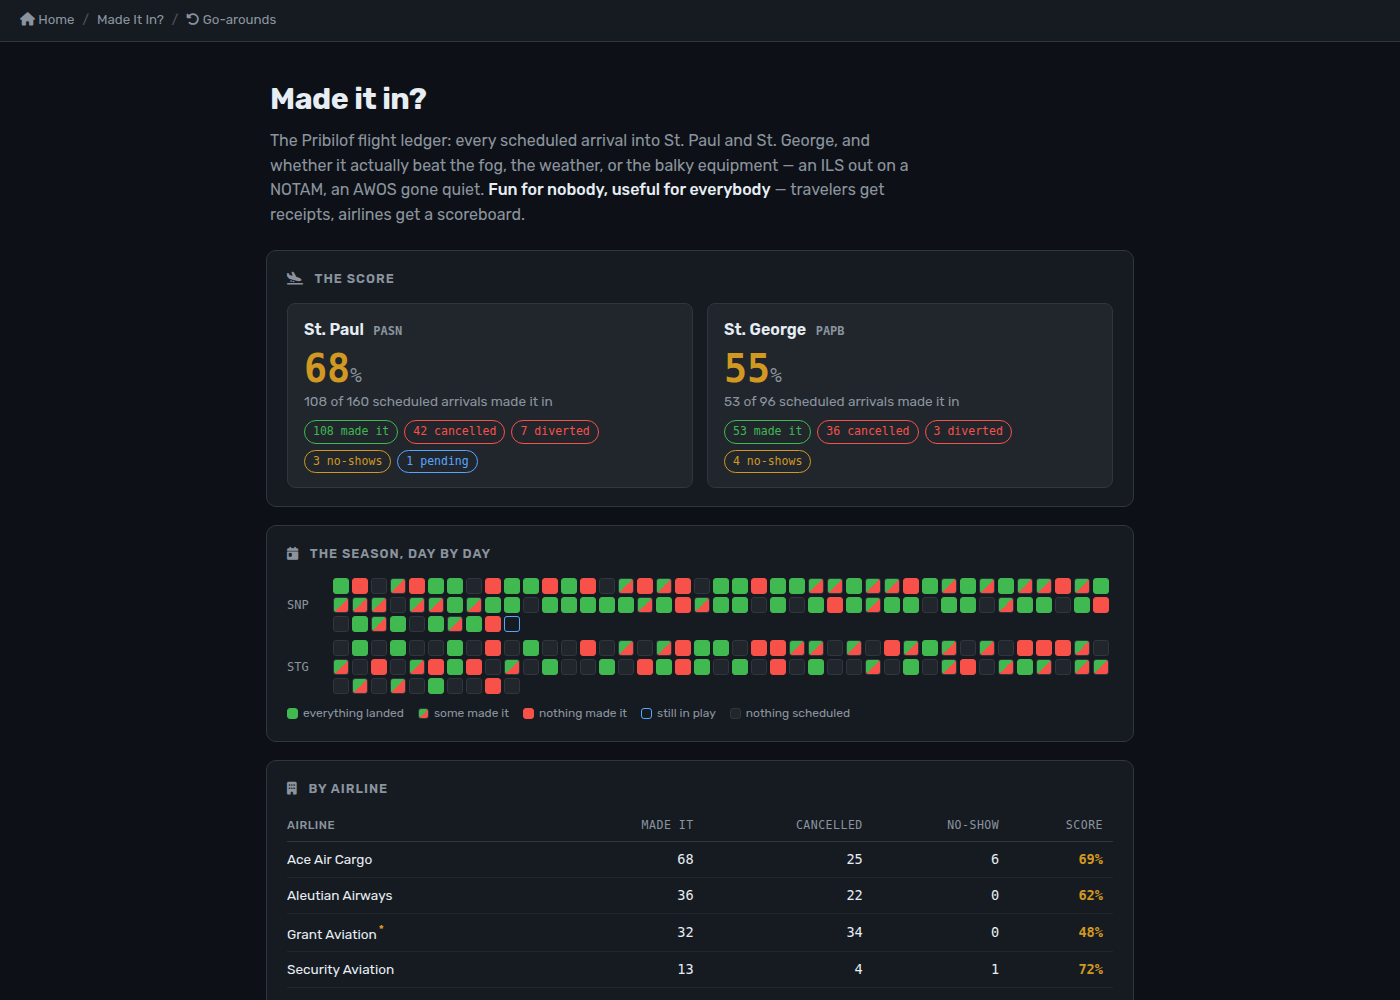 Home / Made It In? / Go-arounds
Made it in?
The Pribilof flight ledger: every scheduled arrival into St. Paul and St. George, and
whether it actually beat the fog, the weather, or the balky equipment — an ILS out on a
NOTAM, an AWOS gone quiet. Fun for nobody, useful for everybody — travelers get
receipts, airlines get a scoreboard.
THE SCORE
St. Paul PASN
68%
108 of 160 scheduled arrivals made it in
108 made it 42 cancelled 7 diverted
3 no-shows 1 pending
St. George PAPB
55%
53 of 96 scheduled arrivals made it in
53 made it 36 cancelled 3 diverted
4 no-shows
THE SEASON, DAY BY DAY
SNP
STG
everything landed some made it nothing made it still in play nothing scheduled
BY AIRLINE
AIRLINE MADE IT CANCELLED NO-SHOW SCORE
Ace Air Cargo 68 25 6 69%
Aleutian Airways 36 22 0 62%
Grant Aviation * 32 34 0 48%
Security Aviation 13 4 1 72%